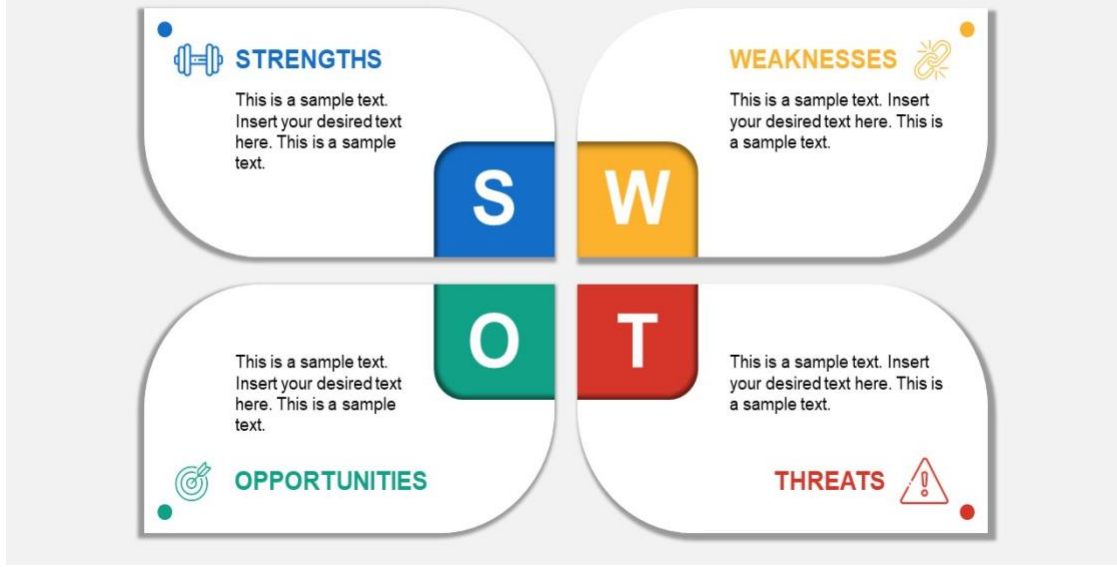 STRENGTHS
This is a sample text.
Insert your desired text
here. This is a sample
text.
WEAKNESSES
This is a sample text. Insert
your desired text here. This is
a sample text.
S
W
O
T
This is a sample text.
Insert your desired text
here. This is a sample
text.
OPPORTUNITIES
This is a sample text. Insert
your desired text here. This is
a sample text.
THREATS